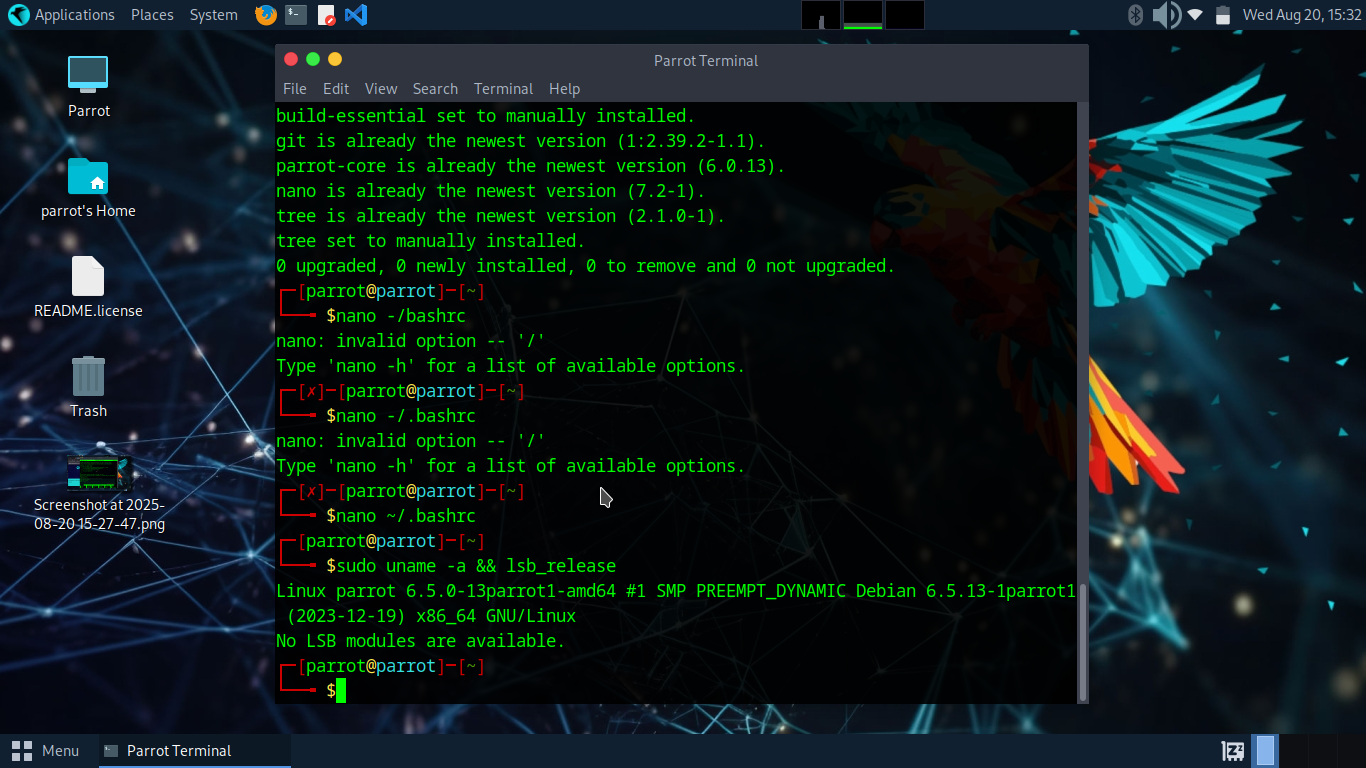 Applications Places System
Wed Aug 20, 15:32
Parrot
parrot's Home
README.license
Trash
Screenshot at 2025-
08-20 15-27-47.png
Parrot Terminal
File Edit View Search Terminal Help
build-essential set to manually installed.
git is already the newest version (1:2.39.2-1.1).
parrot-core is already the newest version (6.0.13).
nano is already the newest version (7.2-1).
tree is already the newest version (2.1.0-1).
tree set to manually installed.
0 upgraded, 0 newly installed, 0 to remove and 0 not upgraded.
┌─[parrot@parrot]─[~]
└──╼ $nano -/bashrc
nano: invalid option -- '/'
Type 'nano -h' for a list of available options.
┌─[✗]─[parrot@parrot]─[~]
└──╼ $nano -/.bashrc
nano: invalid option -- '/'
Type 'nano -h' for a list of available options.
┌─[✗]─[parrot@parrot]─[~]
└──╼ $nano ~/.bashrc
┌─[parrot@parrot]─[~]
└──╼ $sudo uname -a && lsb_release
Linux parrot 6.5.0-13parrot1-amd64 #1 SMP PREEMPT_DYNAMIC Debian 6.5.13-1parrot1
(2023-12-19) x86_64 GNU/Linux
No LSB modules are available.
┌─[parrot@parrot]─[~]
└──╼ $
Menu Parrot Terminal